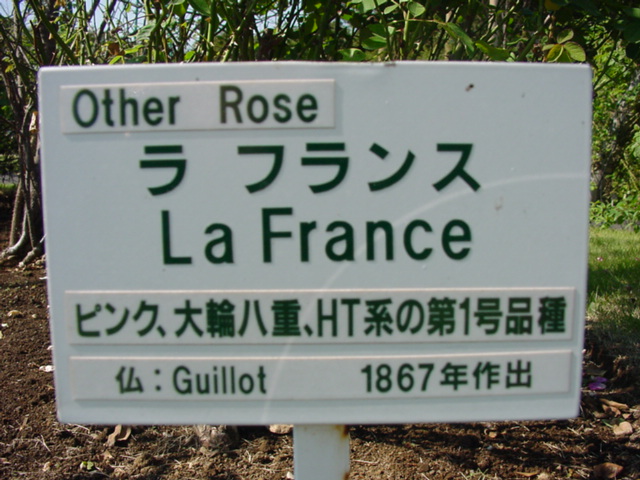 Other Rose
ラ フランス
La France
ピンク、大輪八重、HT系の第1号品種
仏：Guillot 1867年作出